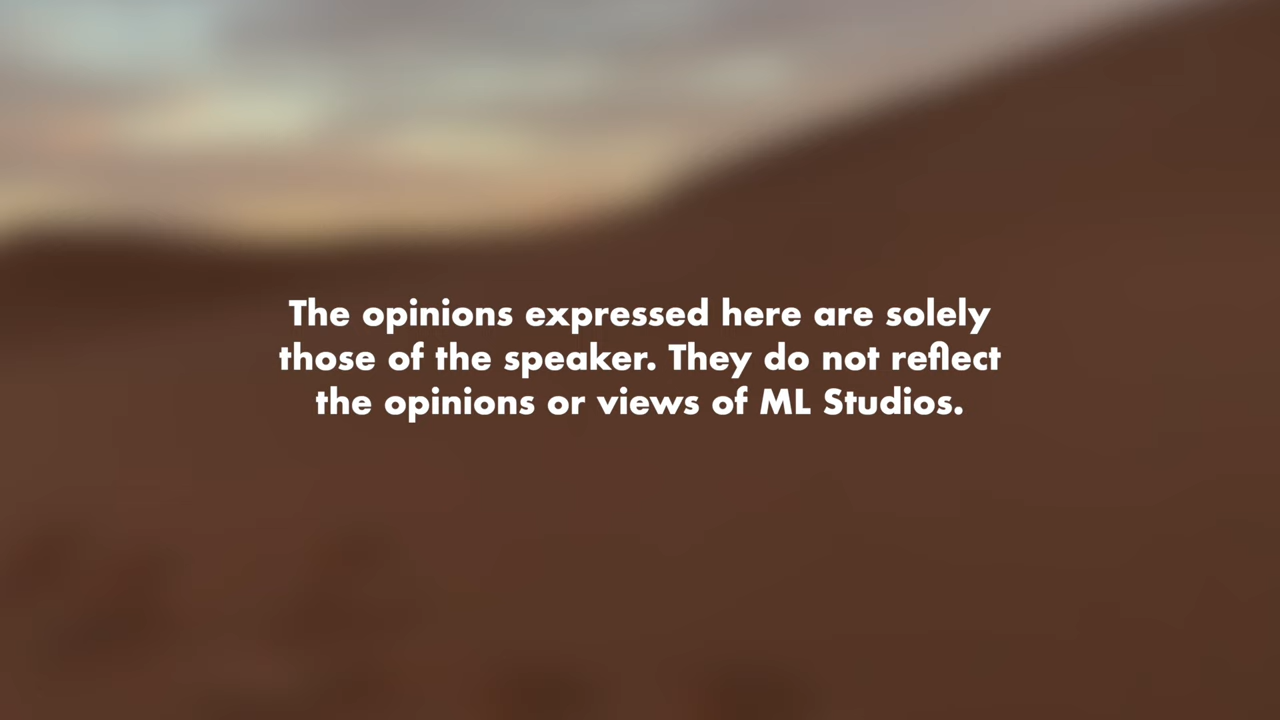 The opinions expressed here are solely
those of the speaker. They do not reflect
the opinions or views of ML Studios.